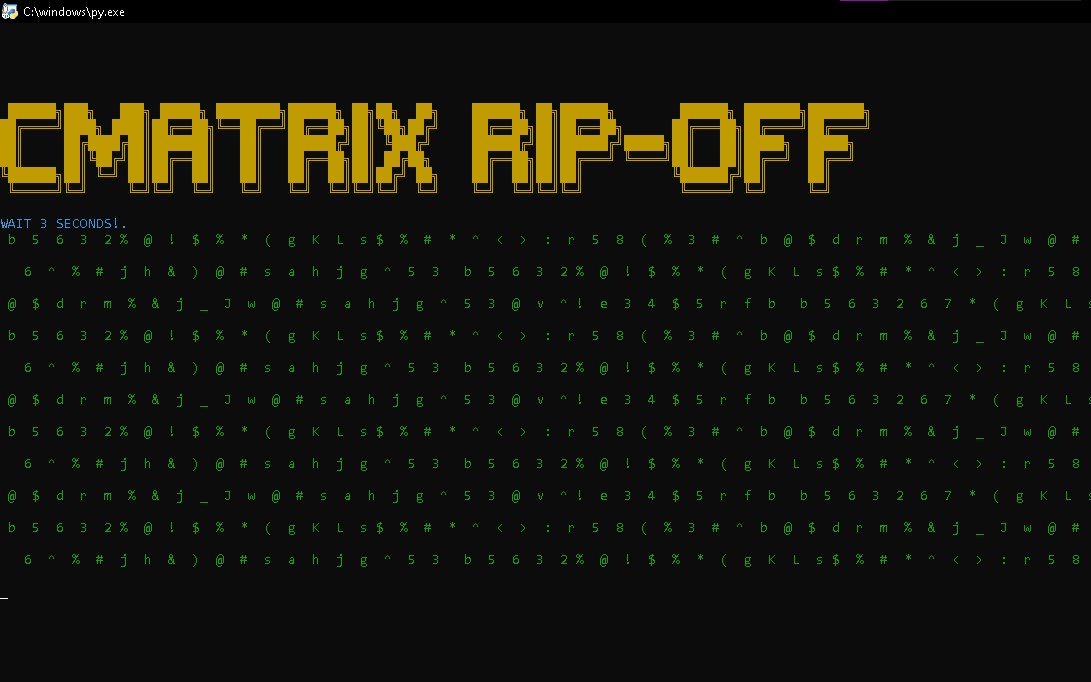 C:\windows\py.exe
CMATRIX RIP-OFF
WAIT 3 SECONDS!.
b 5 6 3 2% @ ! $ % * ( g K L s$ % # * ^ < > : r 5 8 ( % 3 # ^ b @ $ d r m % & j _ J w @ #
6 ^ % # j h & ) @ # s a h j g ^ 5 3 b 5 6 3 2% @ ! $ % * ( g K L s$ % # * ^ < > : r 5 8
@ $ d r m % & j _ J w @ # s a h j g ^ 5 3 @ v ^! e 3 4 $ 5 r f b b 5 6 3 2 6 7 * ( g K L s
b 5 6 3 2% @ ! $ % * ( g K L s$ % # * ^ < > : r 5 8 ( % 3 # ^ b @ $ d r m % & j _ J w @ #
6 ^ % # j h & ) @ # s a h j g ^ 5 3 b 5 6 3 2% @ ! $ % * ( g K L s$ % # * ^ < > : r 5 8
@ $ d r m % & j _ J w @ # s a h j g ^ 5 3 @ v ^! e 3 4 $ 5 r f b b 5 6 3 2 6 7 * ( g K L s
b 5 6 3 2% @ ! $ % * ( g K L s$ % # * ^ < > : r 5 8 ( % 3 # ^ b @ $ d r m % & j _ J w @ #
6 ^ % # j h & ) @ # s a h j g ^ 5 3 b 5 6 3 2% @ ! $ % * ( g K L s$ % # * ^ < > : r 5 8
@ $ d r m % & j _ J w @ # s a h j g ^ 5 3 @ v ^! e 3 4 $ 5 r f b b 5 6 3 2 6 7 * ( g K L s
b 5 6 3 2% @ ! $ % * ( g K L s$ % # * ^ < > : r 5 8 ( % 3 # ^ b @ $ d r m % & j _ J w @ #
6 ^ % # j h & ) @ # s a h j g ^ 5 3 b 5 6 3 2% @ ! $ % * ( g K L s$ % # * ^ < > : r 5 8